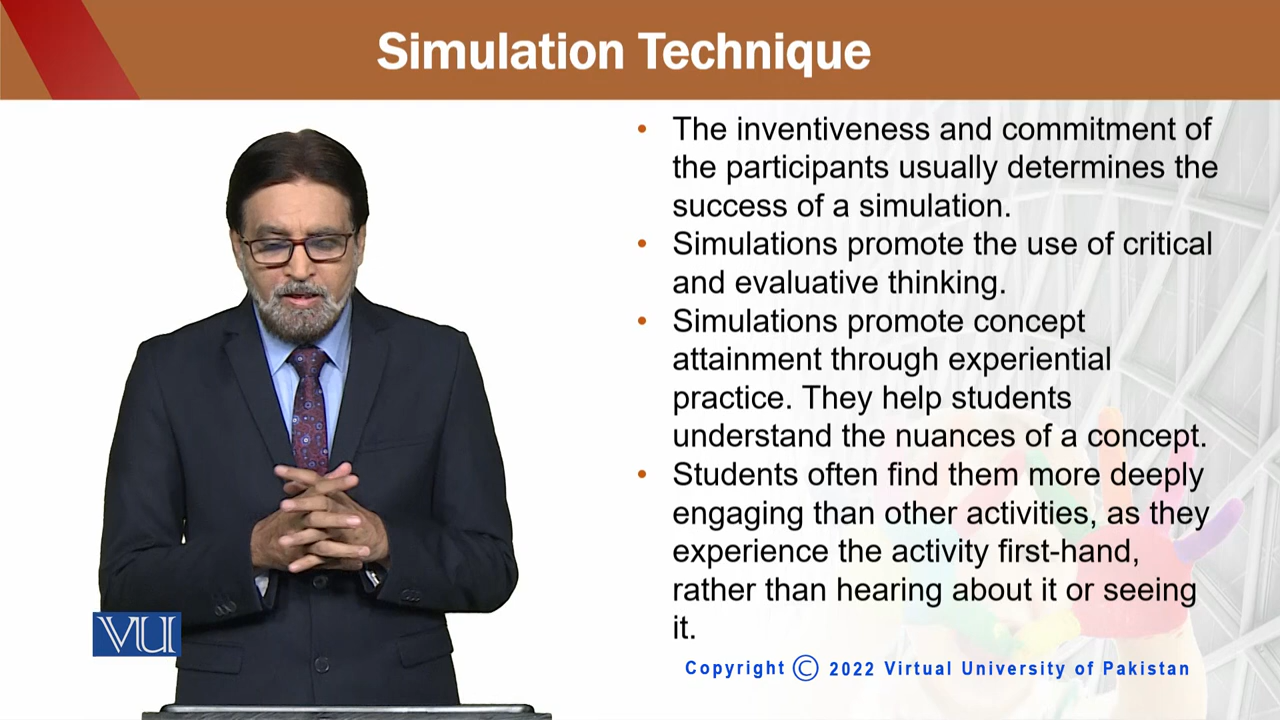 Simulation Technique
• The inventiveness and commitment of
the participants usually determines the
success of a simulation.
• Simulations promote the use of critical
and evaluative thinking.
• Simulations promote concept
attainment through experiential
practice. They help students
understand the nuances of a concept.
• Students often find them more deeply
engaging than other activities, as they
experience the activity first-hand,
rather than hearing about it or seeing
it.
VU
Copyright © 2022 Virtual University of Pakistan